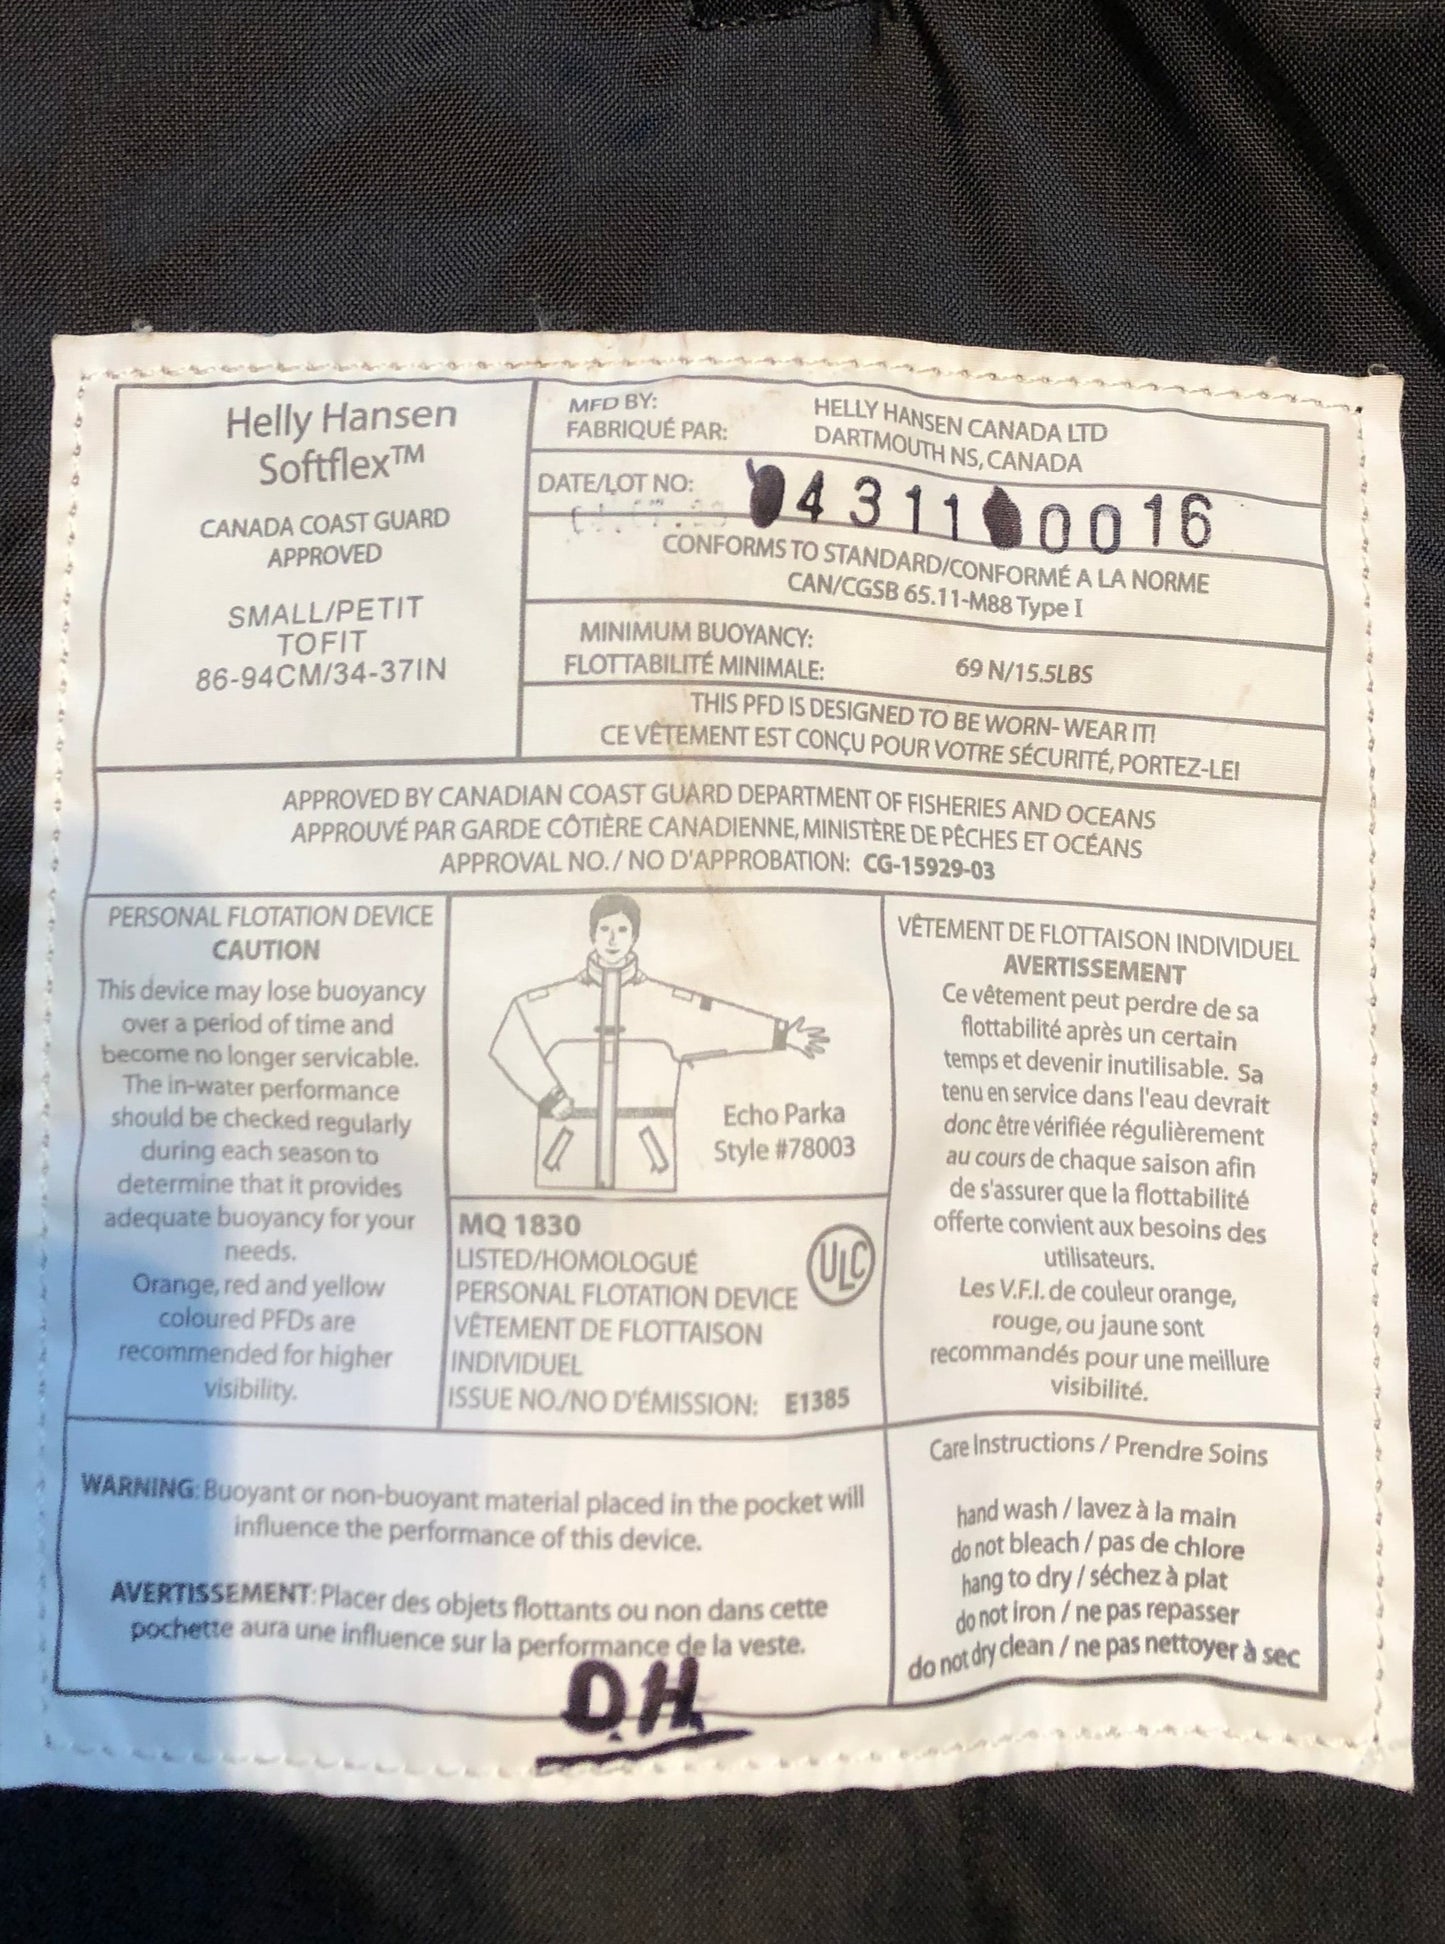 Helly Hansen
Softflex™
CANADA COAST GUARD
APPROVED
SMALL/PETIT
TO FIT
86-94CM/34-37IN
MFD BY:
FABRIQUÉ PAR:
HELLY HANSEN CANADA LTD
DARTMOUTH NS, CANADA
DATE/LOT NO:
4311 0016
CONFORMS TO STANDARD/CONFORMÉ A LA NORME
CAN/CGSB 65.11-M88 Type I
MINIMUM BUOYANCY:
FLOTTABILITÉ MINIMALE: 69 N/15.5LBS
THIS PFD IS DESIGNED TO BE WORN- WEAR IT!
CE VÊTEMENT EST CONÇU POUR VOTRE SÉCURITÉ, PORTEZ-LE!
APPROVED BY CANADIAN COAST GUARD DEPARTMENT OF FISHERIES AND OCEANS
APPROUVÉ PAR GARDE CÔTIÈRE CANADIENNE, MINISTÈRE DE PÊCHES ET OCÉANS
APPROVAL NO. / NO D'APPROBATION: CG-15929-03
PERSONAL FLOTATION DEVICE
CAUTION
This device may lose buoyancy
over a period of time and
become no longer servicable.
The in-water performance
should be checked regularly
during each season to
determine that it provides
adequate buoyancy for your
needs.
Orange, red and yellow
coloured PFDs are
recommended for higher
visibility.
Echo Parka
Style #78003
MQ 1830
LISTED/HOMOLOGUÉ
PERSONAL FLOTATION DEVICE
VÊTEMENT DE FLOTTAISON
INDIVIDUEL
ISSUE NO./NO D'ÉMISSION: E1385
ULC
VÊTEMENT DE FLOTTAISON INDIVIDUEL
AVERTISSEMENT
Ce vêtement peut perdre de sa
flottabilité après un certain
temps et devenir inutilisable. Sa
tenu en service dans l'eau devrait
donc être vérifiée régulièrement
au cours de chaque saison afin
de s'assurer que la flottabilité
offerte convient aux besoins des
utilisateurs.
Les V.F.I. de couleur orange,
rouge, ou jaune sont
recommandés pour une meillure
visibilité.
WARNING: Buoyant or non-buoyant material placed in the pocket will
influence the performance of this device.
AVERTISSEMENT: Placer des objets flottants ou non dans cette
pochette aura une influence sur la performance de la veste.
D.H.
Care Instructions / Prendre Soins
hand wash / lavez à la main
do not bleach / pas de chlore
hang to dry / séchez à plat
do not iron / ne pas repasser
do not dry clean / ne pas nettoyer à sec